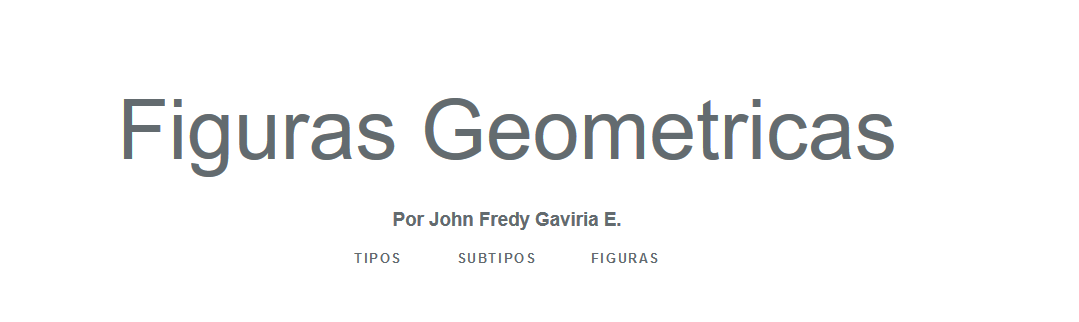 Figuras Geometricas
Por John Fredy Gaviria E.
TIPOS SUBTIPOS FIGURAS